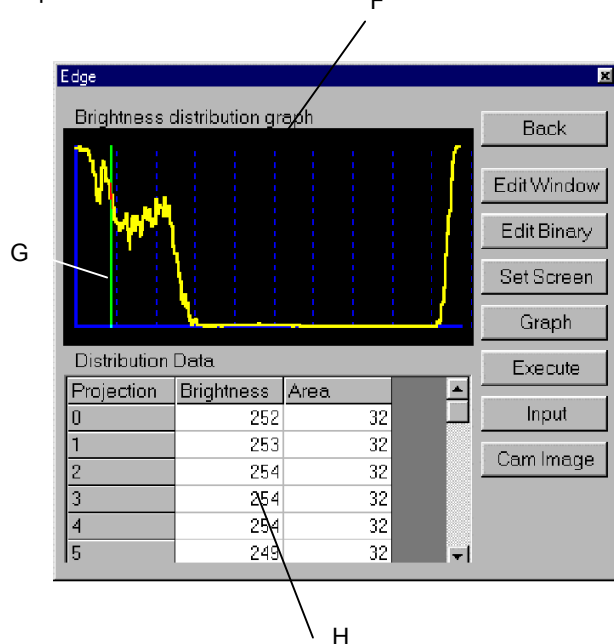 F
Edge
Brightness distribution graph
Back
Edit Window
Edit Binary
G
Set Screen
Graph
Distribution Data
Execute
Projection Brightness Area
Input
0 252 32
1 253 32
Cam Image
2 254 32
3 254 32
4 254 32
5 249 32
H